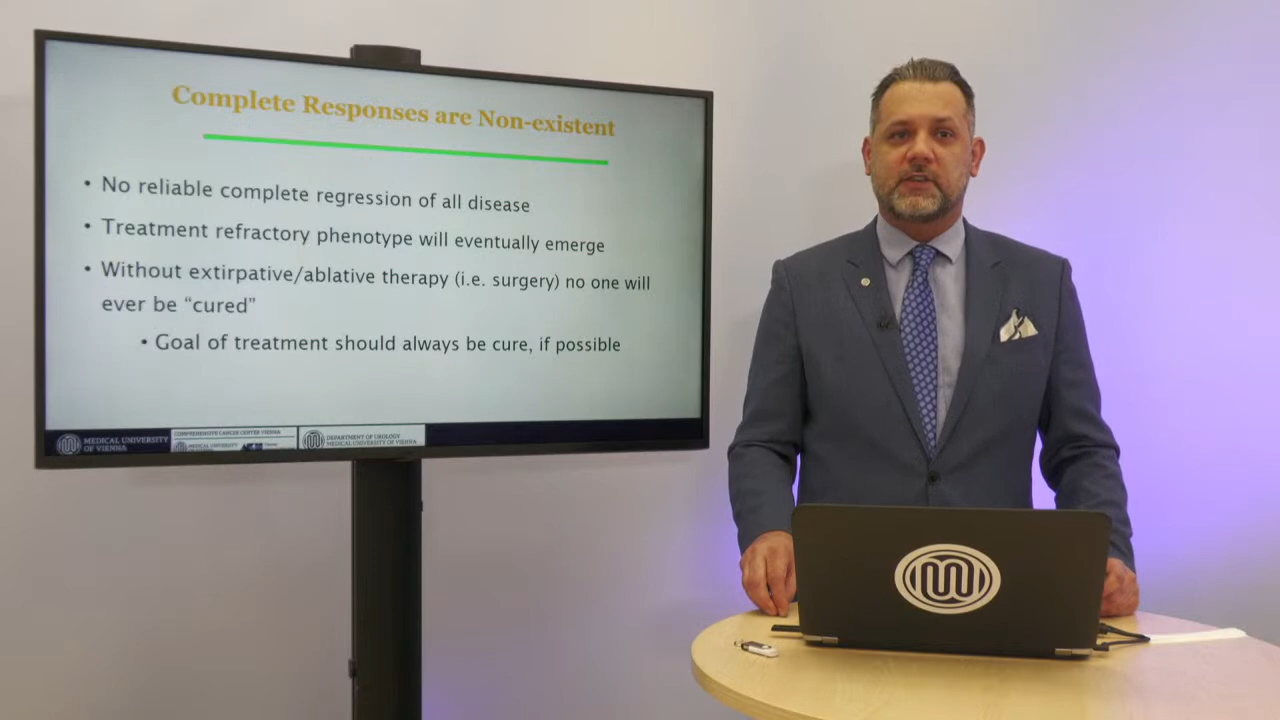 Complete Responses are Non-existent
• No reliable complete regression of all disease
• Treatment refractory phenotype will eventually emerge
• Without extirpative/ablative therapy (i.e. surgery) no one will
ever be “cured”
• Goal of treatment should always be cure, if possible
MEDICAL UNIVERSITY
OF VIENNA
COMPREHENSIVE CANCER CENTER VIENNA
MEDICAL UNIVERSITY
DEPARTMENT OF UROLOGY
MEDICAL UNIVERSITY OF VIENNA